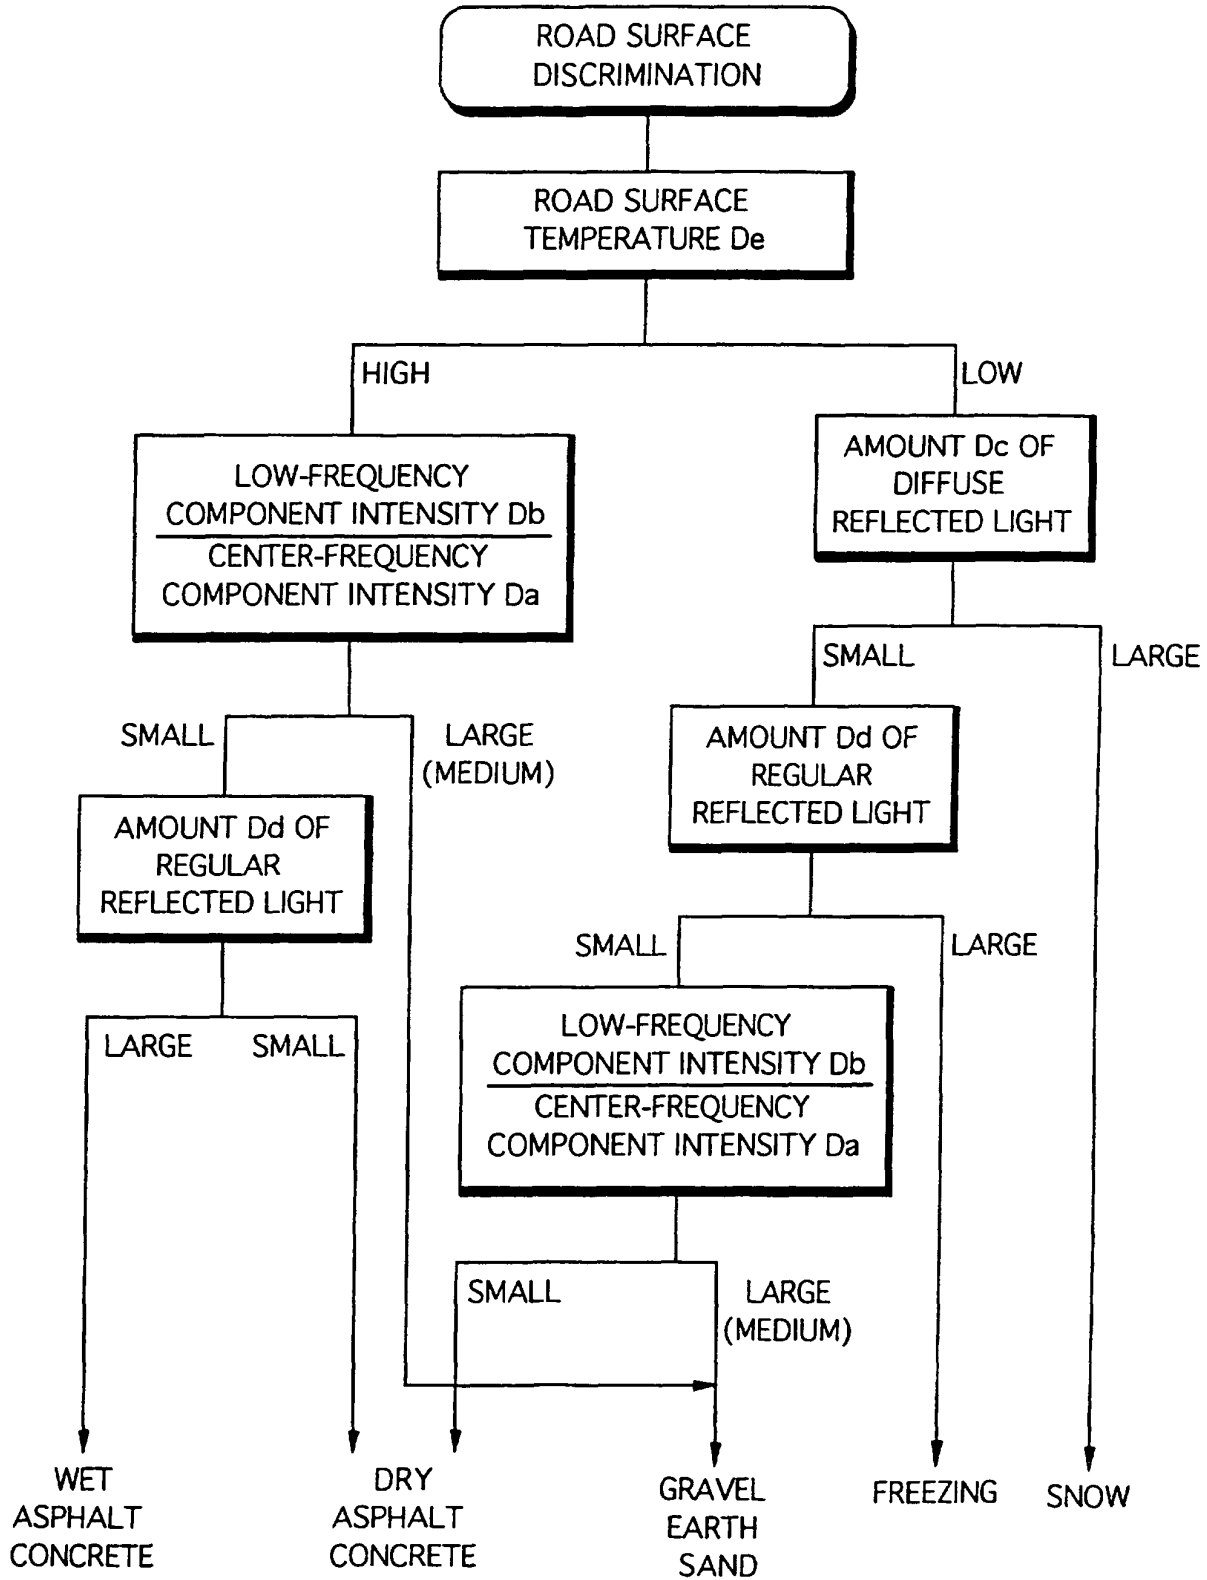 ROAD SURFACE
DISCRIMINATION
ROAD SURFACE
TEMPERATURE De
HIGH
LOW
LOW-FREQUENCY
COMPONENT INTENSITY Db
CENTER-FREQUENCY
COMPONENT INTENSITY Da
AMOUNT Dc OF
DIFFUSE
REFLECTED LIGHT
SMALL
LARGE
(MEDIUM)
SMALL
LARGE
AMOUNT Dd OF
REGULAR
REFLECTED LIGHT
AMOUNT Dd OF
REGULAR
REFLECTED LIGHT
SMALL
LARGE
LARGE
SMALL
LOW-FREQUENCY
COMPONENT INTENSITY Db
CENTER-FREQUENCY
COMPONENT INTENSITY Da
SMALL
LARGE
(MEDIUM)
WET
ASPHALT
CONCRETE
DRY
ASPHALT
CONCRETE
GRAVEL
EARTH
SAND
FREEZING
SNOW